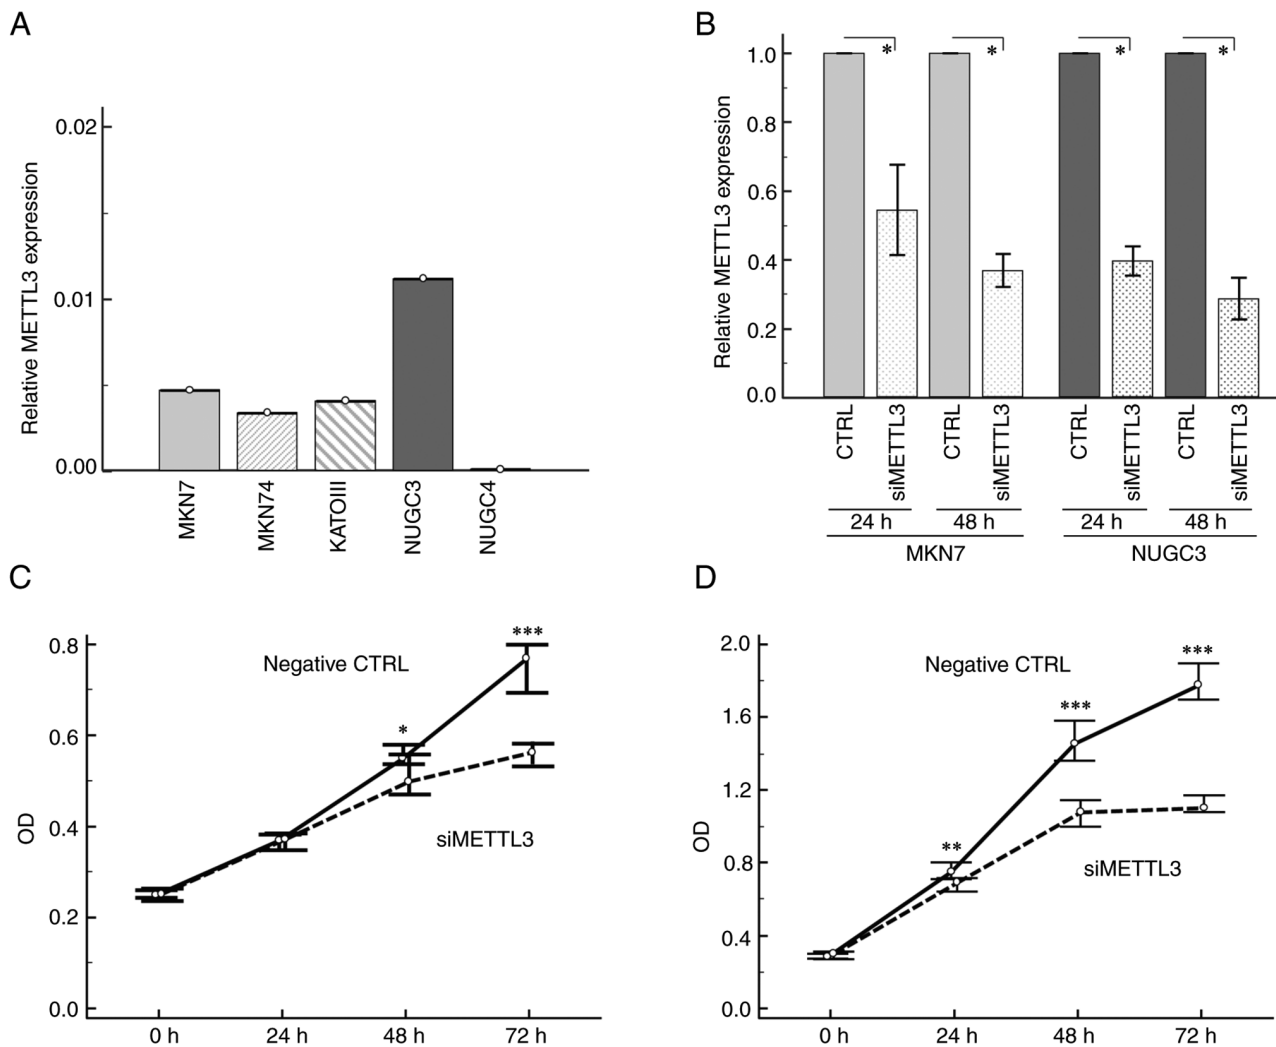 A
Relative METTL3 expression
0.02
0.01
0.00
MKN7
MKN74
KATOIII
NUGC3
NUGC4
B
Relative METTL3 expression
1.0
0.8
0.6
0.4
0.2
0.0
*
*
*
*
CTRL
siMETTL3
CTRL
siMETTL3
CTRL
siMETTL3
CTRL
siMETTL3
24 h
48 h
24 h
48 h
MKN7
NUGC3
C
OD
0.8
0.6
0.4
0.2
0.0
Negative CTRL
siMETTL3
*
***
0 h
24 h
48 h
72 h
D
OD
2.0
1.6
1.2
0.8
0.4
0.0
Negative CTRL
siMETTL3
**
***
***
0 h
24 h
48 h
72 h